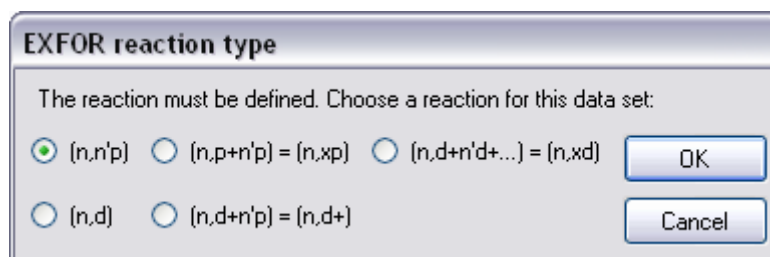 EXFOR reaction type
The reaction must be defined. Choose a reaction for this data set:
(n,n'p) (n,p+n'p) = (n,xp) (n,d+n'd+...) = (n,xd) OK
(n,d) (n,d+n'p) = (n,d+) Cancel